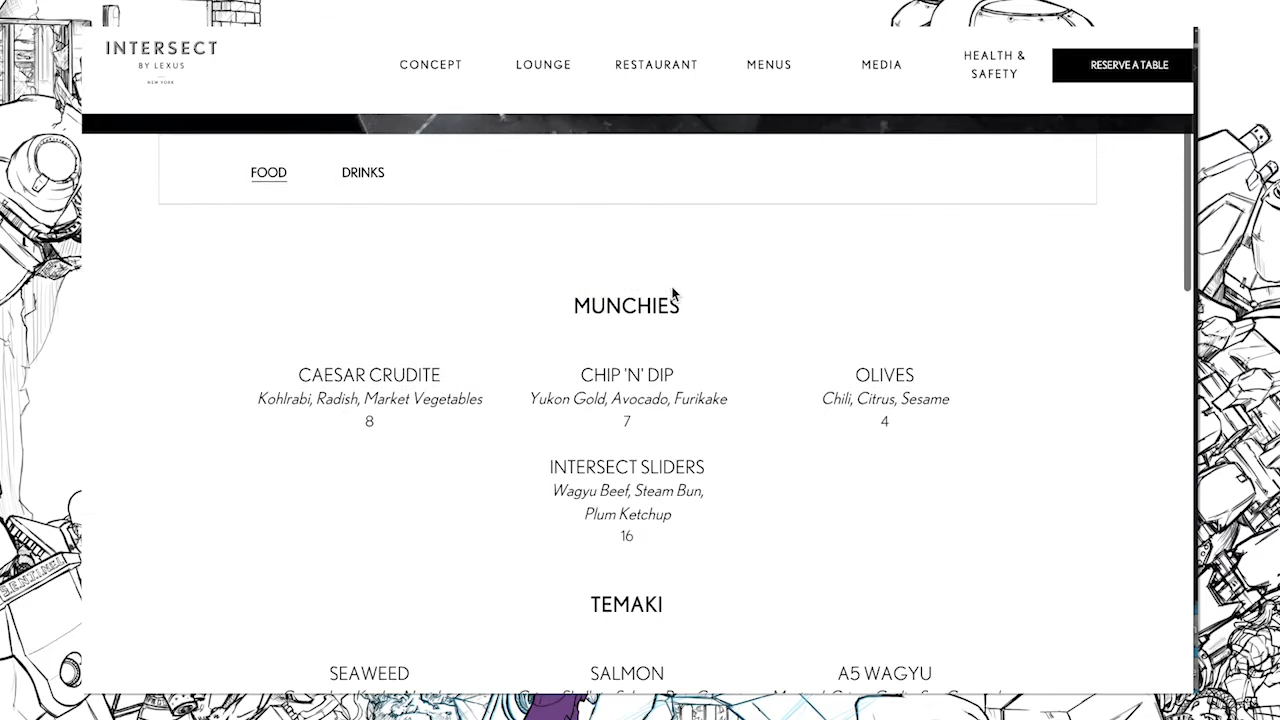 INTERSECT
BY LEXUS
NEW YORK
CONCEPT
LOUNGE
RESTAURANT
MENUS
MEDIA
HEALTH &
SAFETY
RESERVE A TABLE
FOOD
DRINKS
MUNCHIES
CAESAR CRUDITE
Kohlrabi, Radish, Market Vegetables
8
CHIP 'N' DIP
Yukon Gold, Avocado, Furikake
7
OLIVES
Chili, Citrus, Sesame
4
INTERSECT SLIDERS
Wagyu Beef, Steam Bun,
Plum Ketchup
16
TEMAKI
SEAWEED
SALMON
A5 WAGYU